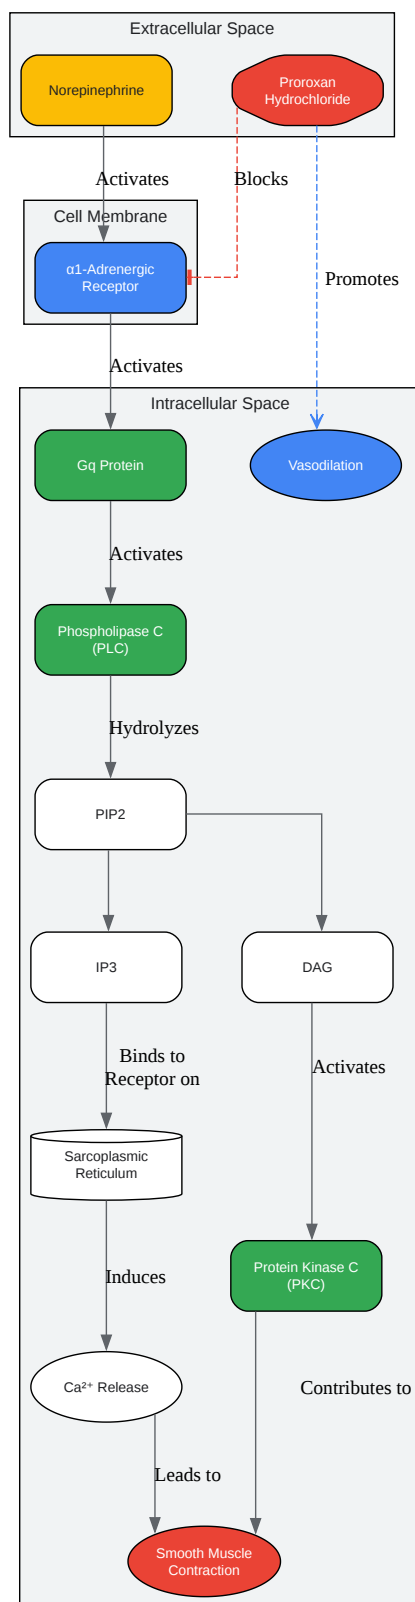 Extracellular Space
Norepinephrine
Proroxan
Hydrochloride
Activates
Blocks
Cell Membrane
α1-Adrenergic
Receptor
Promotes
Activates
Intracellular Space
Gq Protein
Vasodilation
Activates
Phospholipase C
(PLC)
Hydrolyzes
PIP2
IP3
DAG
Binds to
Receptor on
Activates
Sarcoplasmic
Reticulum
Protein Kinase C
(PKC)
Induces
Ca²⁺ Release
Contributes to
Leads to
Smooth Muscle
Contraction